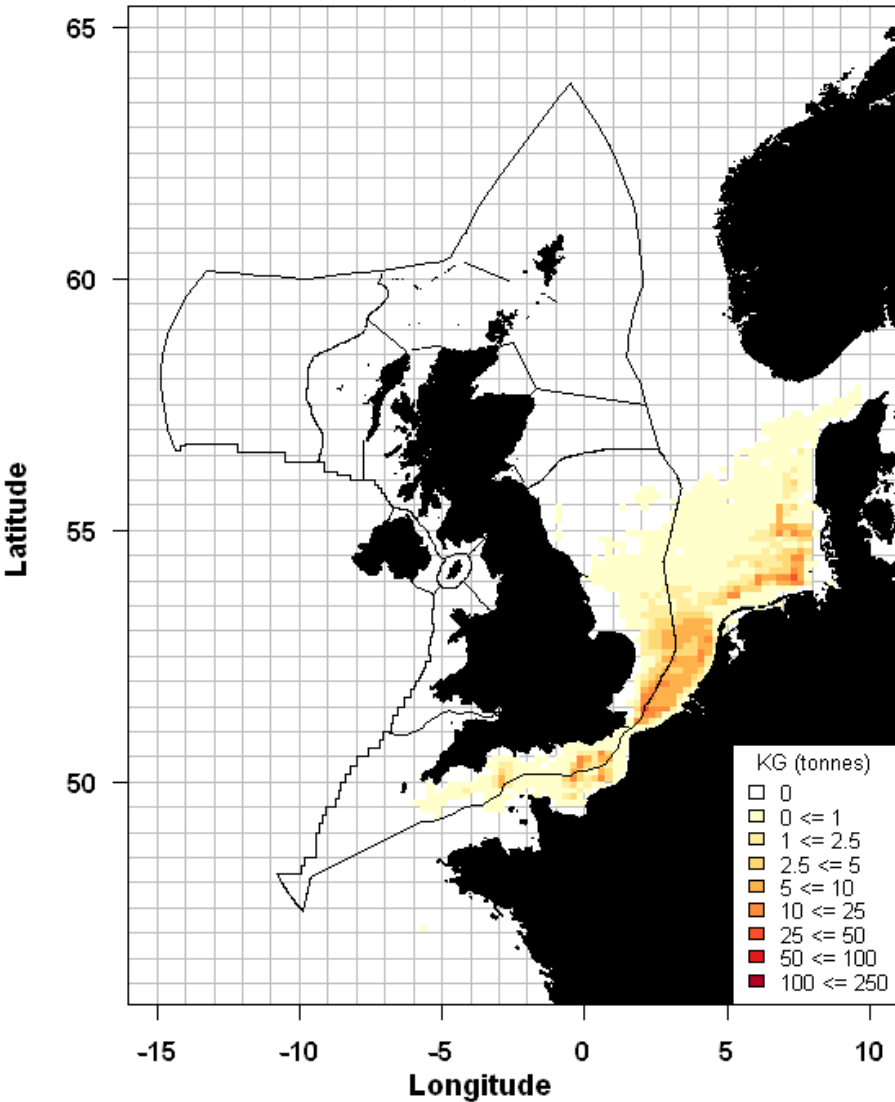 65
60
55
50
Latitude
KG (tonnes)
0
0 <= 1
1 <= 2.5
2.5 <= 5
5 <= 10
10 <= 25
25 <= 50
50 <= 100
100 <= 250
-15 -10 -5 0 5 10
Longitude